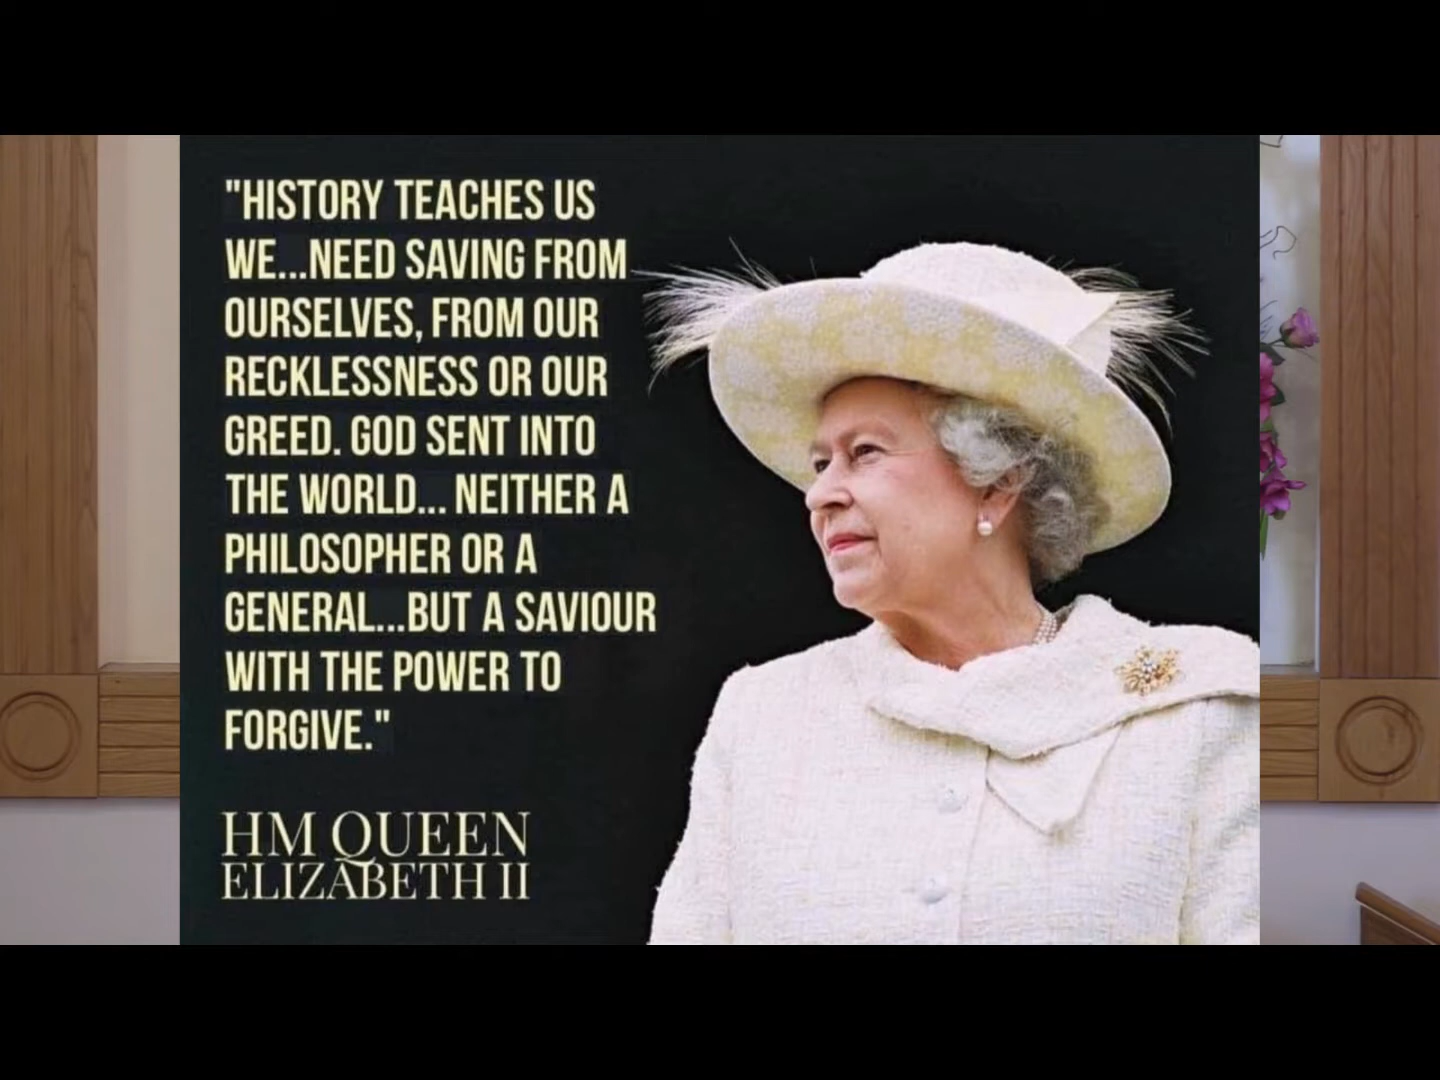 "HISTORY TEACHES US
WE...NEED SAVING FROM
OURSELVES, FROM OUR
RECKLESSNESS OR OUR
GREED. GOD SENT INTO
THE WORLD... NEITHER A
PHILOSOPHER OR A
GENERAL...BUT A SAVIOUR
WITH THE POWER TO
FORGIVE."
HM QUEEN
ELIZABETH II